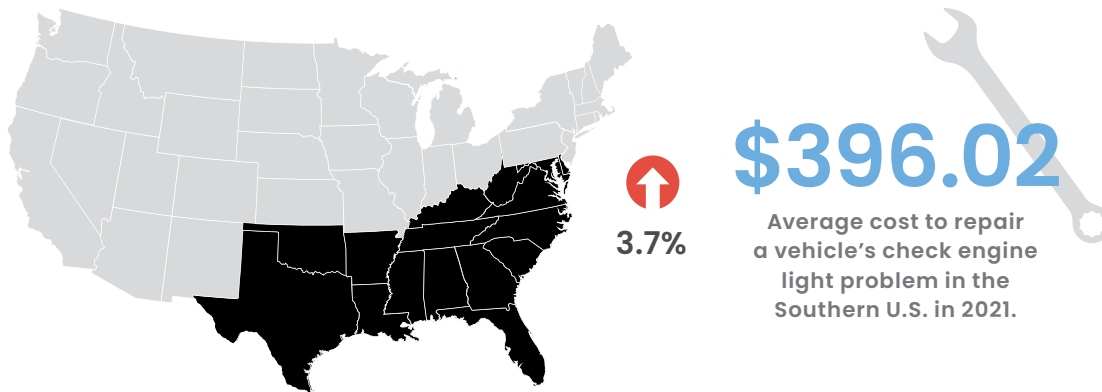 3.7%
$396.02
Average cost to repair
a vehicle's check engine
light problem in the
Southern U.S. in 2021.